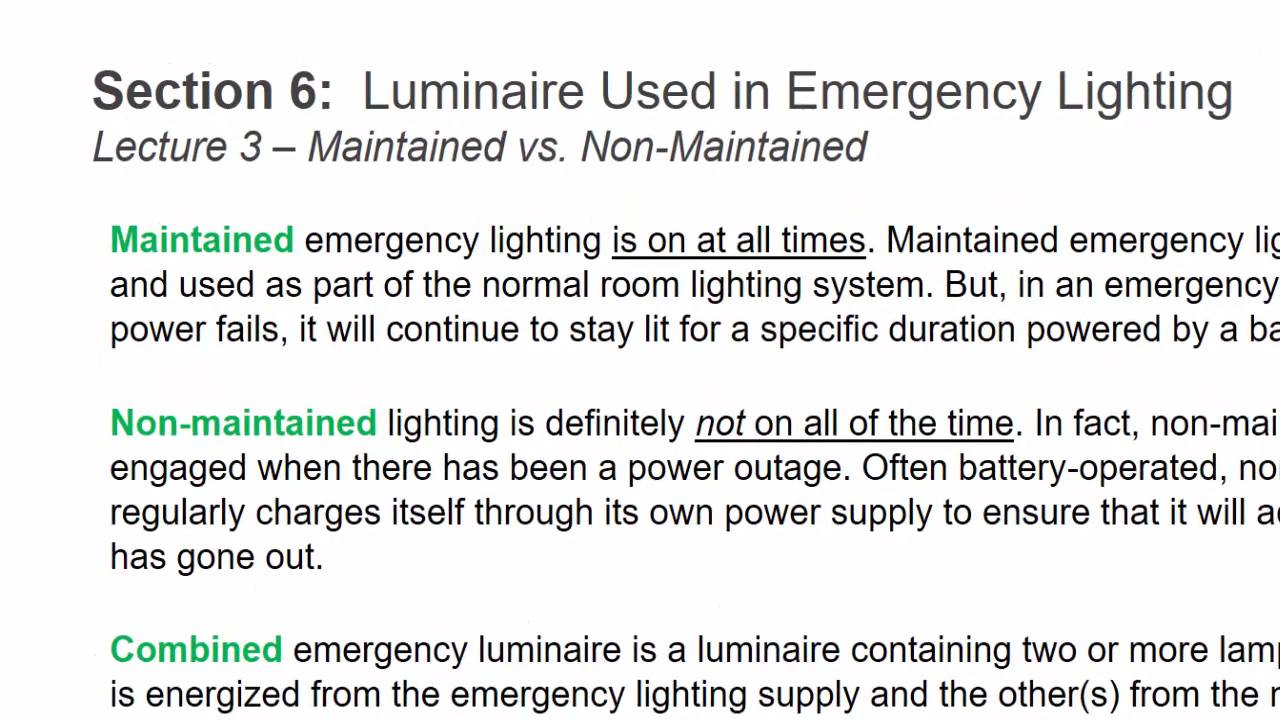 Section 6: Luminaire Used in Emergency Lighting
Lecture 3 – Maintained vs. Non-Maintained
Maintained emergency lighting is on at all times. Maintained emergency
and used as part of the normal room lighting system. But, in an emergency
power fails, it will continue to stay lit for a specific duration powered by a
Non-maintained lighting is definitely not on all of the time. In fact,
engaged when there has been a power outage. Often battery-operated,
regularly charges itself through its own power supply to ensure that it will
has gone out.
Combined emergency luminaire is a luminaire containing two or more
is energized from the emergency lighting supply and the other(s) from the